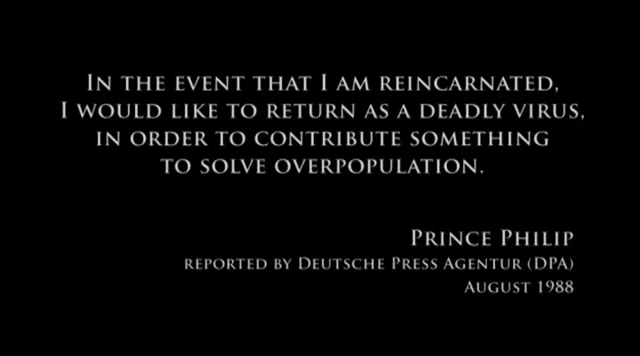 IN THE EVENT THAT I AM REINCARNATED,
I WOULD LIKE TO RETURN AS A DEADLY VIRUS,
IN ORDER TO CONTRIBUTE SOMETHING
TO SOLVE OVERPOPULATION.
PRINCE PHILIP
REPORTED BY DEUTSCHE PRESS AGENTUR (DPA)
AUGUST 1988